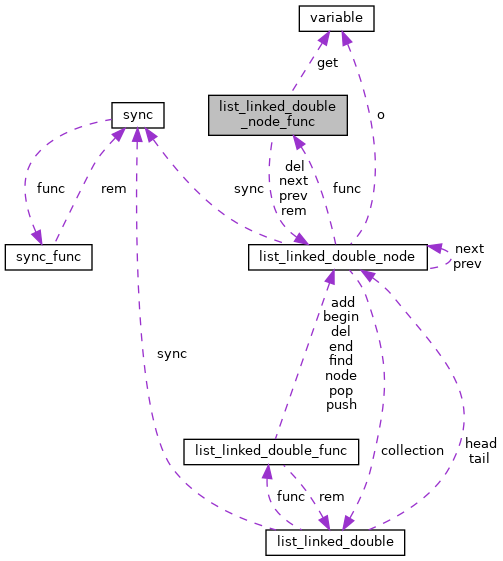 variable
get
list_linked_double
_node_func
o
sync
func
rem
sync
del
next
prev
rem
func
sync_func
list_linked_double_node
next
prev
add
begin
del
end
find
node
pop
push
sync
list_linked_double_func
collection
head
tail
func
rem
list_linked_double